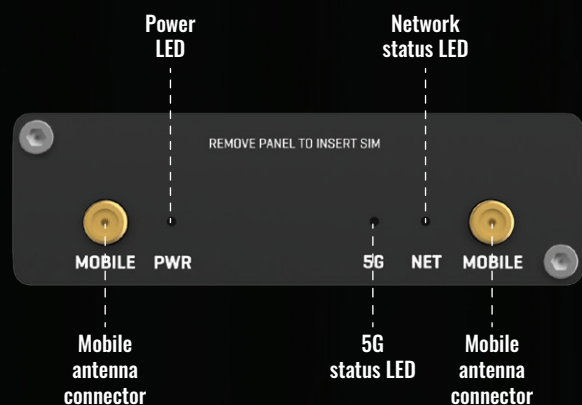 Power
LED
Network
status LED
REMOVE PANEL TO INSERT SIM
MOBILE PWR 5G NET MOBILE
Mobile
antenna
connector
5G
status LED
Mobile
antenna
connector